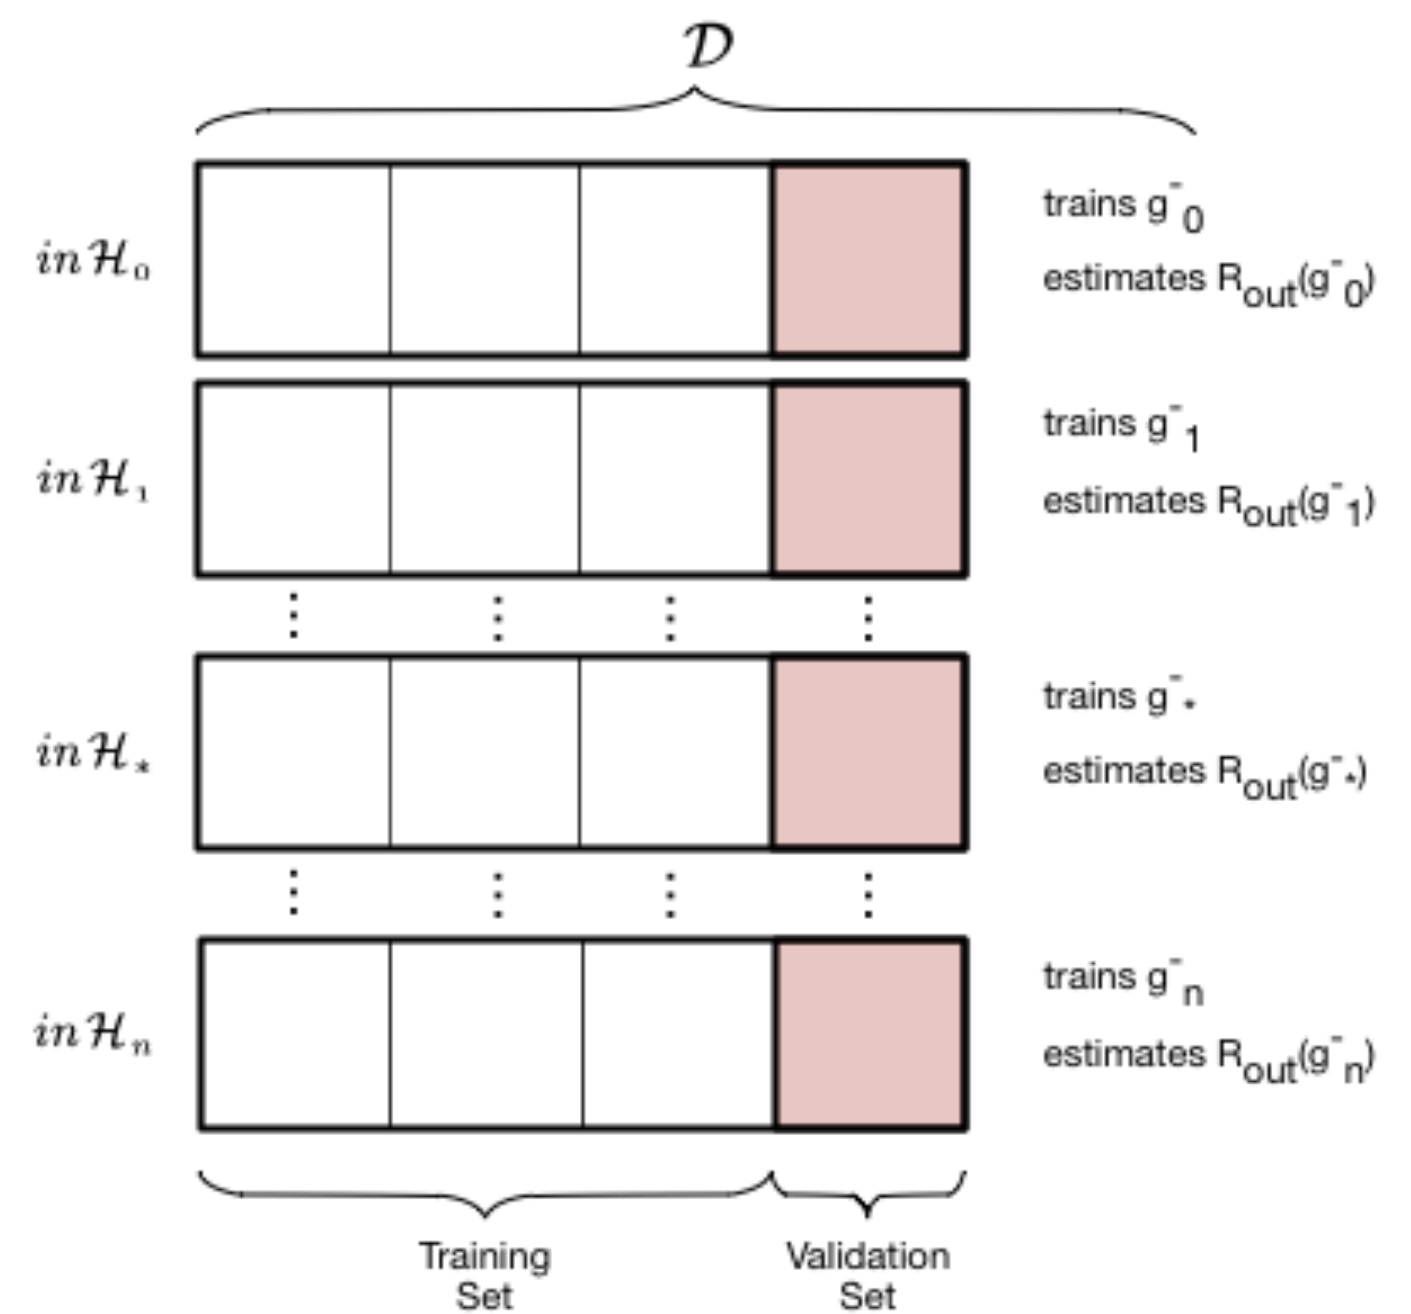 𝒟
in ℋ₀
trains g⁻₀
estimates R_out(g⁻₀)
in ℋ₁
trains g⁻₁
estimates R_out(g⁻₁)
in ℋ_*
trains g⁻_*
estimates R_out(g⁻_*)
in ℋₙ
trains g⁻ₙ
estimates R_out(g⁻ₙ)
Training
Set
Validation
Set